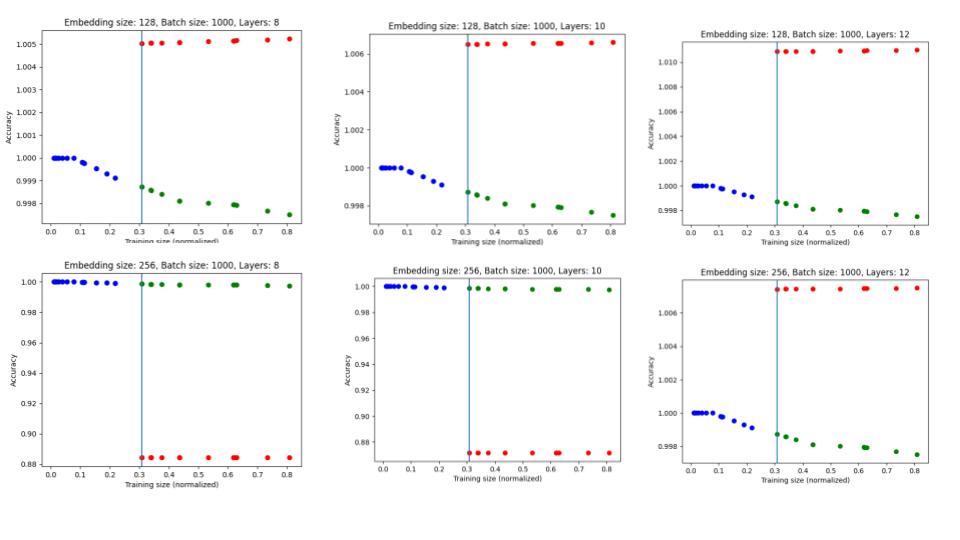 Embedding size: 128, Batch size: 1000, Layers: 8
1.005
1.004
1.003
1.002
1.001
1.000
0.999
0.998
Accuracy
0.0 0.1 0.2 0.3 0.4 0.5 0.6 0.7 0.8
Training size (normalized)
Embedding size: 128, Batch size: 1000, Layers: 10
1.006
1.004
1.002
1.000
0.998
Accuracy
0.0 0.1 0.2 0.3 0.4 0.5 0.6 0.7 0.8
Training size (normalized)
Embedding size: 128, Batch size: 1000, Layers: 12
1.010
1.008
1.006
1.004
1.002
1.000
0.998
Accuracy
0.0 0.1 0.2 0.3 0.4 0.5 0.6 0.7 0.8
Training size (normalized)
Embedding size: 256, Batch size: 1000, Layers: 8
1.00
0.98
0.96
0.94
0.92
0.90
0.88
Accuracy
0.0 0.1 0.2 0.3 0.4 0.5 0.6 0.7 0.8
Training size (normalized)
Embedding size: 256, Batch size: 1000, Layers: 10
1.00
0.98
0.96
0.94
0.92
0.90
0.88
Accuracy
0.0 0.1 0.2 0.3 0.4 0.5 0.6 0.7 0.8
Training size (normalized)
Embedding size: 256, Batch size: 1000, Layers: 12
1.006
1.004
1.002
1.000
0.998
Accuracy
0.0 0.1 0.2 0.3 0.4 0.5 0.6 0.7 0.8
Training size (normalized)